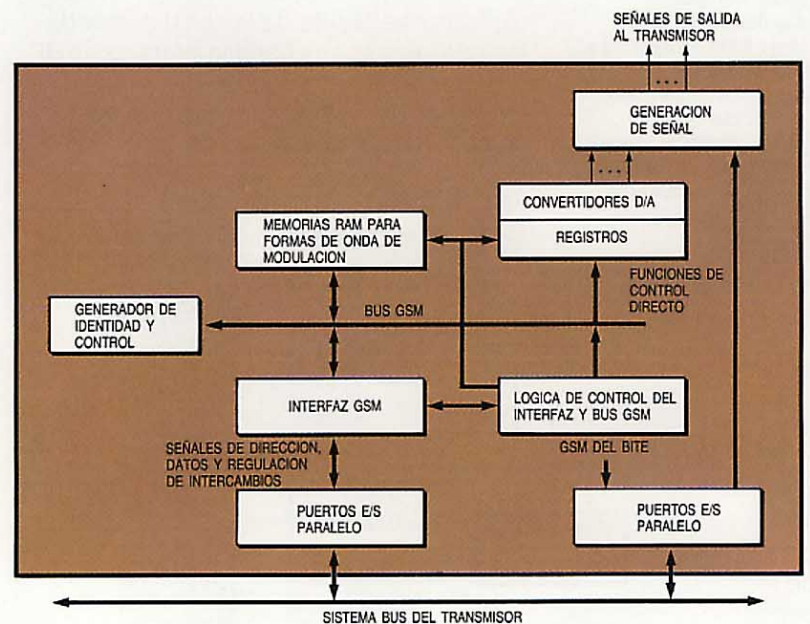 SEÑALES DE SALIDA
AL TRANSMISOR
...
GENERACION
DE SEÑAL
...
CONVERTIDORES D/A
REGISTROS
MEMORIAS RAM PARA
FORMAS DE ONDA DE
MODULACION
FUNCIONES DE
CONTROL
DIRECTO
GENERADOR DE
IDENTIDAD Y
CONTROL
BUS GSM
INTERFAZ GSM
LOGICA DE CONTROL DEL
INTERFAZ Y BUS GSM
SEÑALES DE DIRECCION,
DATOS Y REGULACION
DE INTERCAMBIOS
GSM DEL BITE
PUERTOS E/S
PARALELO
PUERTOS E/S
PARALELO
SISTEMA BUS DEL TRANSMISOR